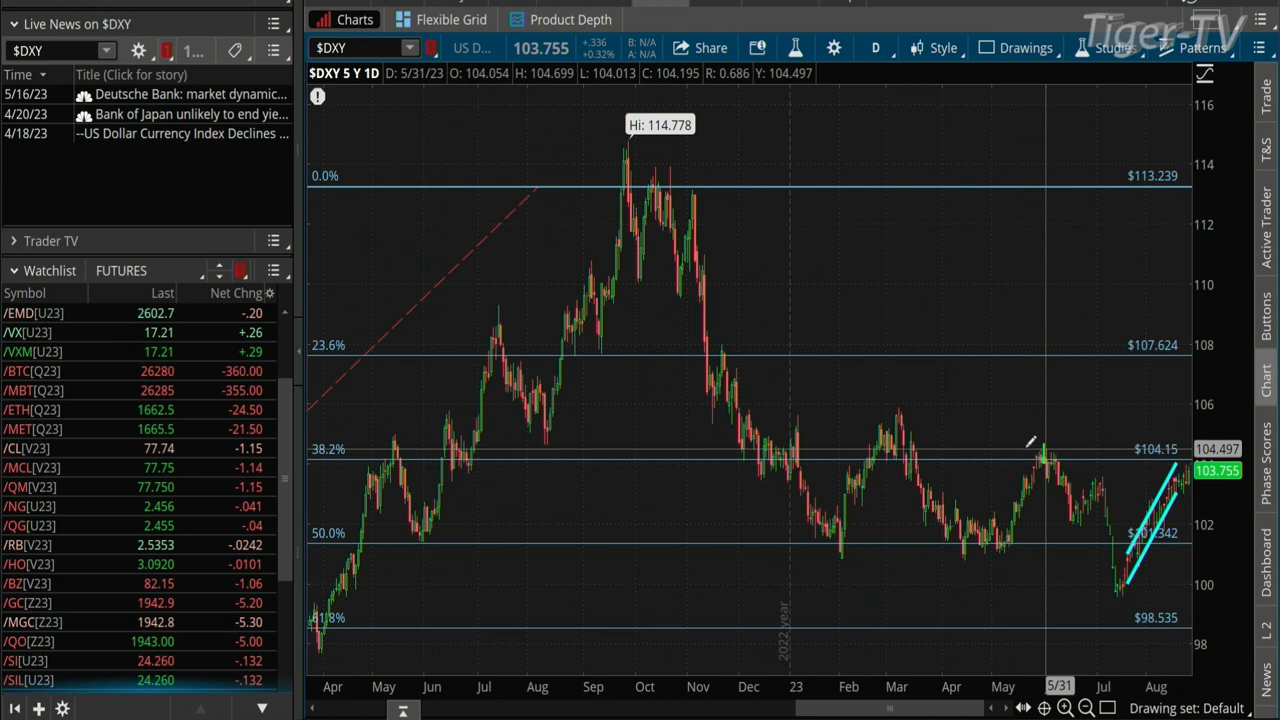 Live News on $DXY
$DXY
1...
Time Title (Click for story)
5/16/23 Deutsche Bank: market dynamic...
4/20/23 Bank of Japan unlikely to end yie...
4/18/23 --US Dollar Currency Index Declines ...
Trader TV
Watchlist FUTURES
Symbol Last Net Chng
/EMD[U23] 2602.7 -.20
/VX[U23] 17.21 +.26
/VXM[U23] 17.21 +.29
/BTC[Q23] 26280 -360.00
/MBT[Q23] 26285 -355.00
/ETH[Q23] 1662.5 -24.50
/MET[Q23] 1665.5 -21.50
/CL[V23] 77.74 -1.15
/MCL[V23] 77.75 -1.14
/QM[V23] 77.750 -1.15
/NG[U23] 2.456 -.041
/QG[U23] 2.455 -.04
/RB[V23] 2.5353 -.0242
/HO[V23] 3.0920 -.0101
/BZ[V23] 82.15 -1.06
/GC[Z23] 1942.9 -5.20
/MGC[Z23] 1942.8 -5.30
/QO[Z23] 1943.00 -5.00
/SI[U23] 24.260 -.132
/SIL[U23] 24.260 -.132
Charts Flexible Grid Product Depth
Tiger-TV
$DXY US D... 103.755 +.336 +0.32% B: N/A A: N/A Share D Style Drawings Studies Patterns
$DXY 5 Y 1D D: 5/31/23 O: 104.054 H: 104.699 L: 104.013 C: 104.195 R: 0.686 Y: 104.497
Hi: 114.778
0.0% $113.239
23.6% $107.624
38.2% $104.15
50.0% $101.342
61.8% $98.535
116
114
112
110
108
106
104.497
103.755
102
100
98
2022 year
Apr May Jun Jul Aug Sep Oct Nov Dec 23 Feb Mar Apr May 5/31 Jul Aug
Drawing set: Default
Trade
T&S
Active Trader
Buttons
Chart
Phase Scores
Dashboard
L 2
News